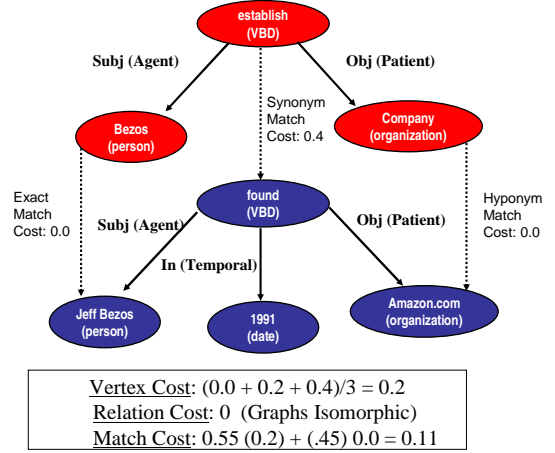 establish
(VBD)
Subj (Agent)
Obj (Patient)
Bezos
(person)
Synonym
Match
Cost: 0.4
Company
(organization)
Exact
Match
Cost: 0.0
found
(VBD)
Hyponym
Match
Cost: 0.0
Subj (Agent)
Obj (Patient)
In (Temporal)
Jeff Bezos
(person)
1991
(date)
Amazon.com
(organization)
Vertex Cost: (0.0 + 0.2 + 0.4)/3 = 0.2
Relation Cost: 0 (Graphs Isomorphic)
Match Cost: 0.55 (0.2) + (.45) 0.0 = 0.11